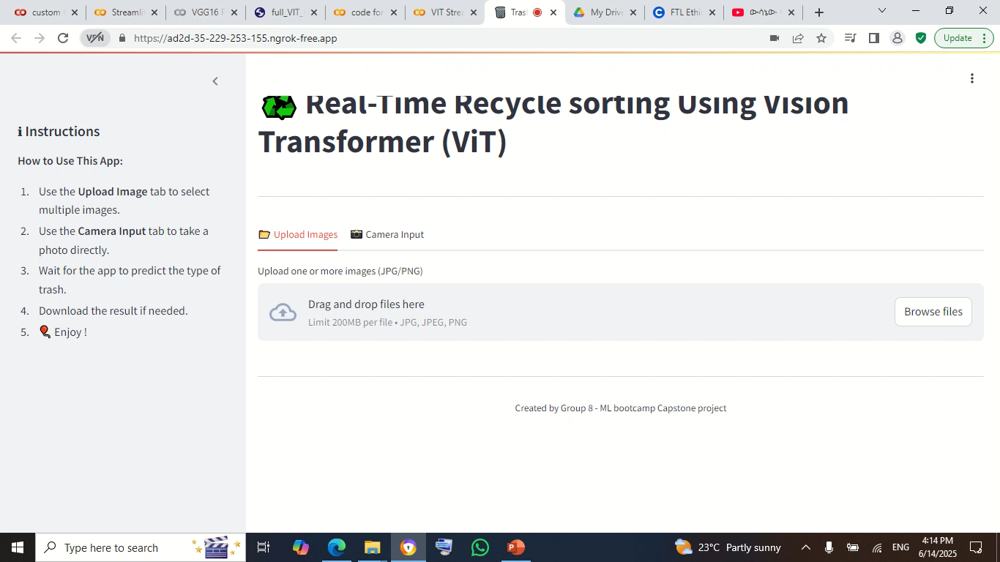 custom
Streamli
VGG16 F
full_VIT_
code for
VIT Strea
Tras
My Drive
FTL Ethi
VPN
https://ad2d-35-229-253-155.ngrok-free.app
Update
ℹ Instructions
How to Use This App:
1. Use the Upload Image tab to select
multiple images.
2. Use the Camera Input tab to take a
photo directly.
3. Wait for the app to predict the type of
trash.
4. Download the result if needed.
5. 🎈 Enjoy !
♻️ Real-Time Recycle sorting Using Vision
Transformer (ViT)
📂 Upload Images
📷 Camera Input
Upload one or more images (JPG/PNG)
Drag and drop files here
Limit 200MB per file • JPG, JPEG, PNG
Browse files
Created by Group 8 - ML bootcamp Capstone project
Type here to search
23°C Partly sunny
ENG
4:14 PM
6/14/2025